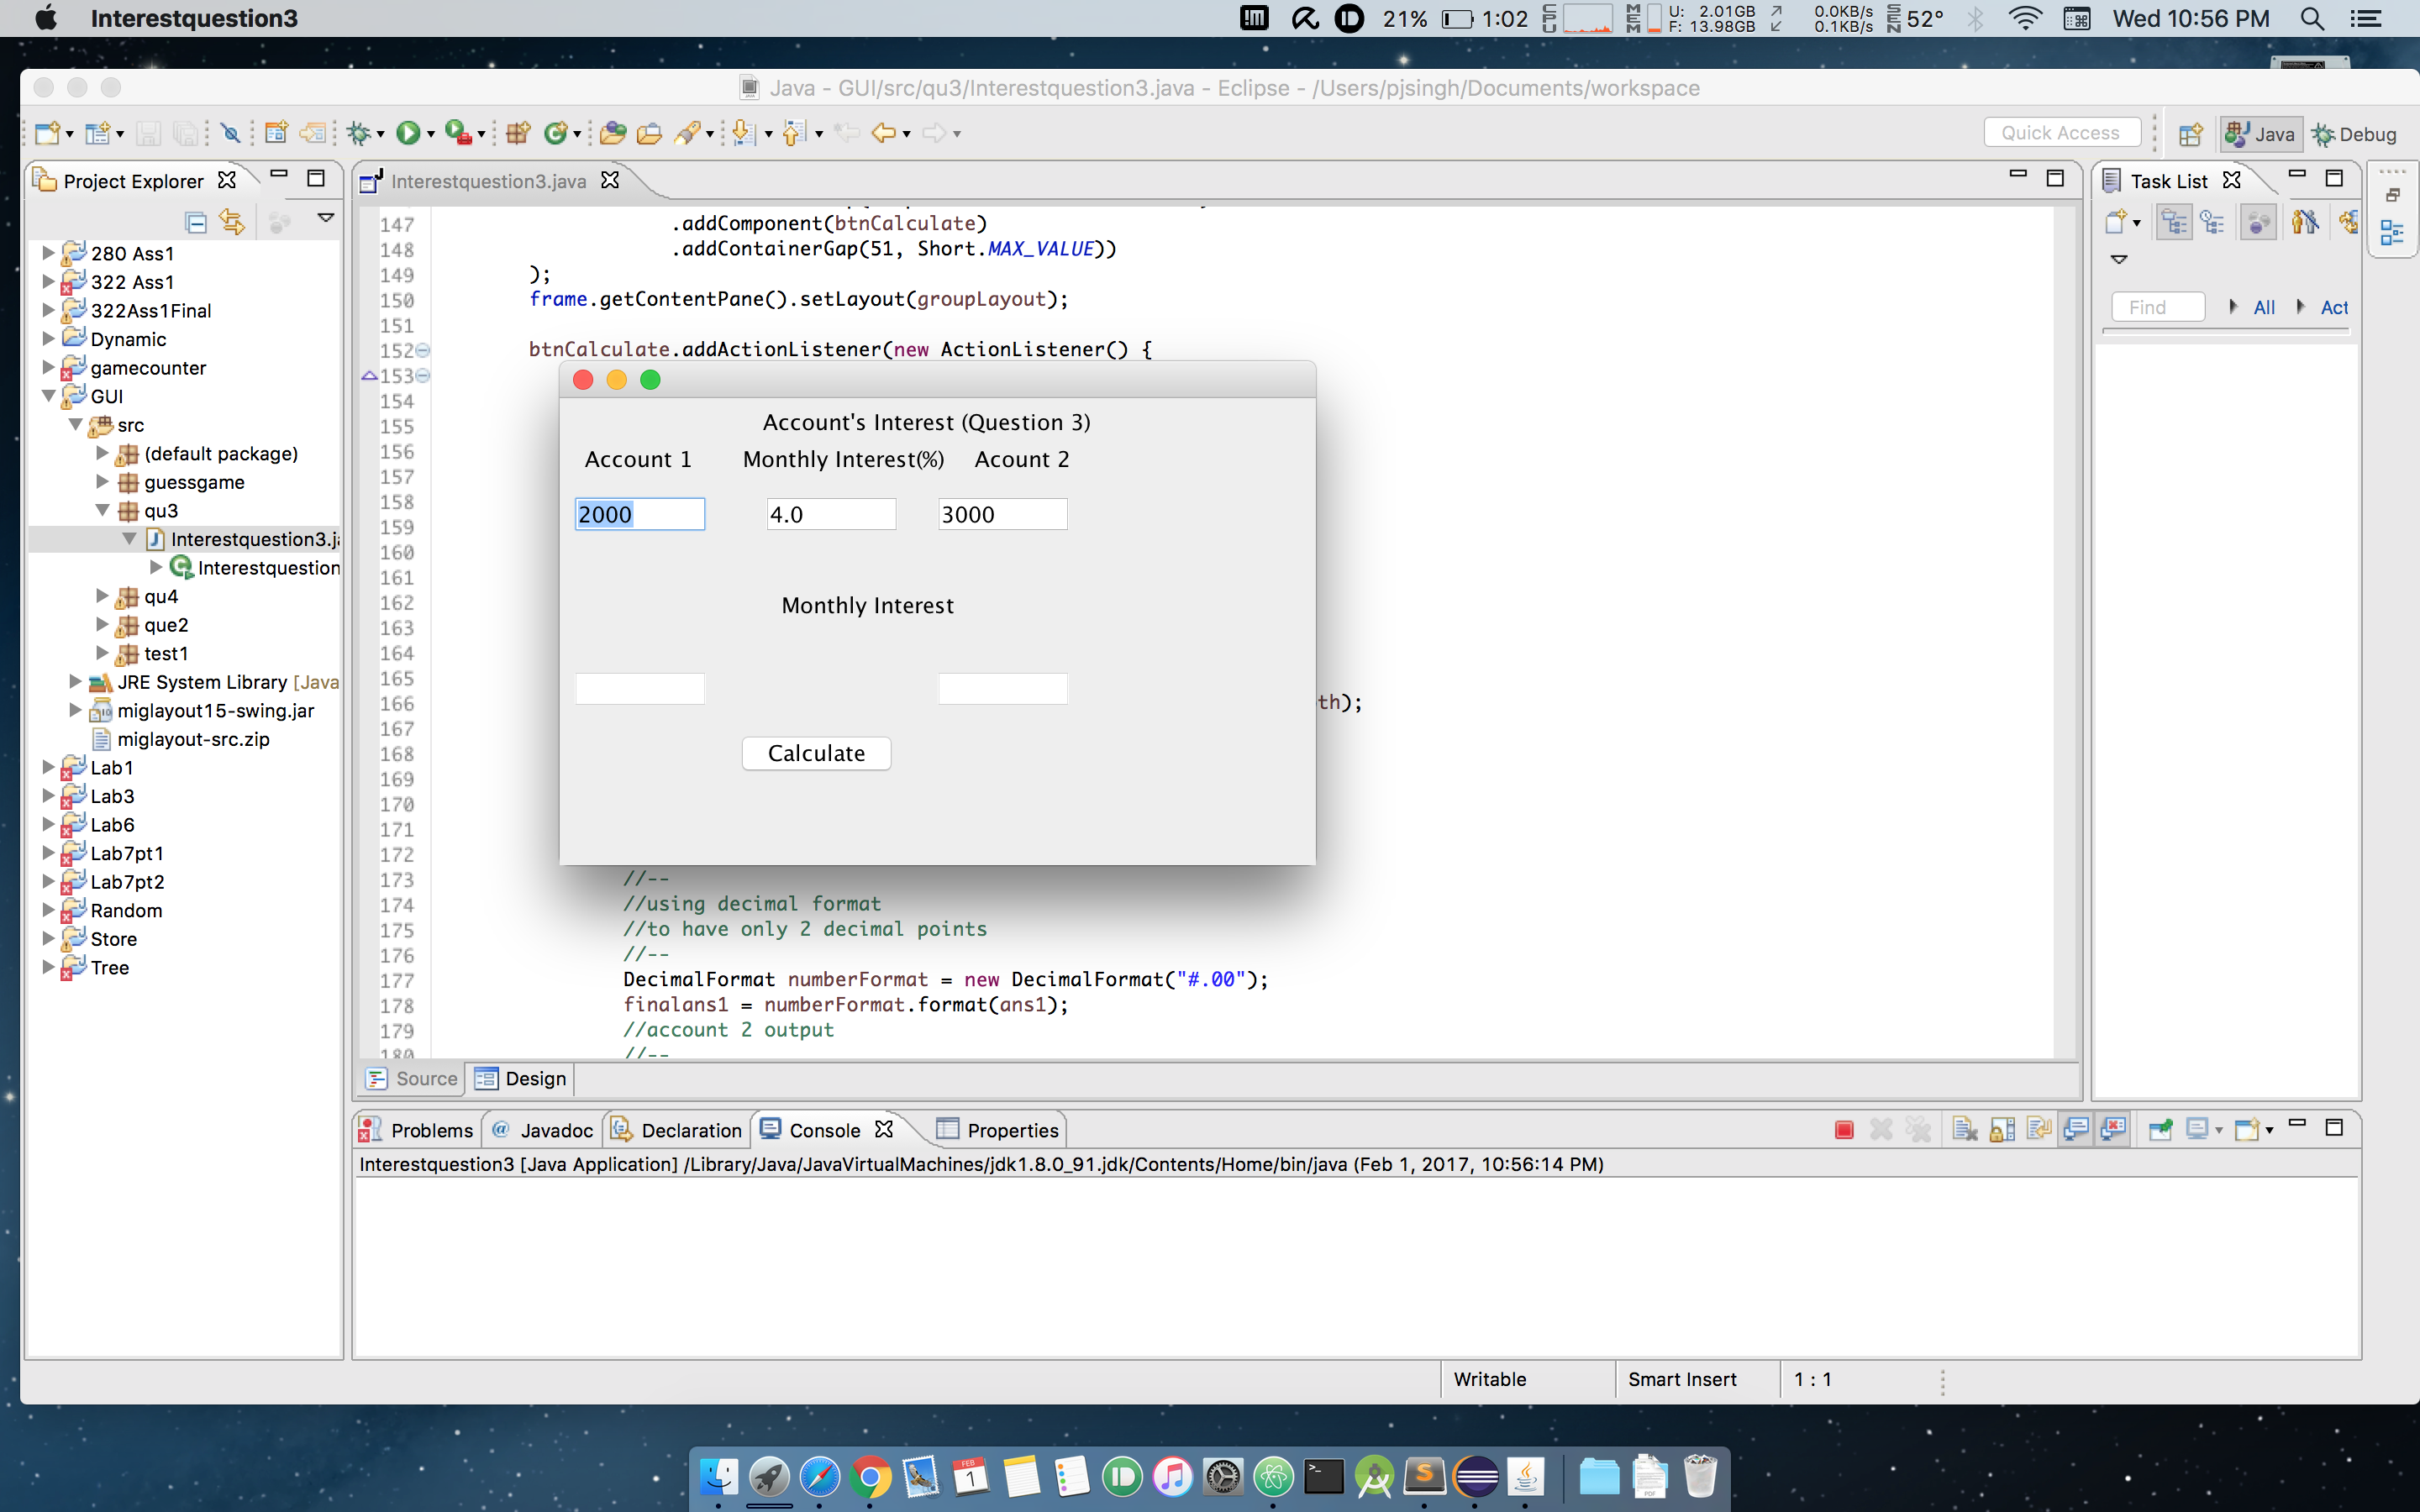 Interestquestion3
21% 1:02 CPU MEM U: 2.01GB F: 13.98GB 0.0KB/s 0.1KB/s SEN 52° Wed 10:56 PM
Java - GUI/src/qu3/Interestquestion3.java - Eclipse - /Users/pjsingh/Documents/workspace
Quick Access
Java
Debug
Project Explorer
280 Ass1
322 Ass1
322Ass1Final
Dynamic
gamecounter
GUI
src
(default package)
guessgame
qu3
Interestquestion3.ja
Interestquestion
qu4
que2
test1
JRE System Library [Java
miglayout15-swing.jar
miglayout-src.zip
Lab1
Lab3
Lab6
Lab7pt1
Lab7pt2
Random
Store
Tree
Interestquestion3.java
147 .addComponent(btnCalculate)
148 .addContainerGap(51, Short.MAX_VALUE))
149 );
150 frame.getContentPane().setLayout(groupLayout);
151
152 btnCalculate.addActionListener(new ActionListener() {
153
154
155
156
157
158
159
160
161
162
163
164
165
166 th);
167
168
169
170
171
172
173 //--
174 //using decimal format
175 //to have only 2 decimal points
176 //--
177 DecimalFormat numberFormat = new DecimalFormat("#.00");
178 finalans1 = numberFormat.format(ans1);
179 //account 2 output
180 //--
Account's Interest (Question 3)
Account 1 Monthly Interest(%) Acount 2
2000 4.0 3000
Monthly Interest
Calculate
Source Design
Task List
Find All Act
Problems Javadoc Declaration Console Properties
Interestquestion3 [Java Application] /Library/Java/JavaVirtualMachines/jdk1.8.0_91.jdk/Contents/Home/bin/java (Feb 1, 2017, 10:56:14 PM)
Writable Smart Insert 1 : 1
FEB
1
PDF